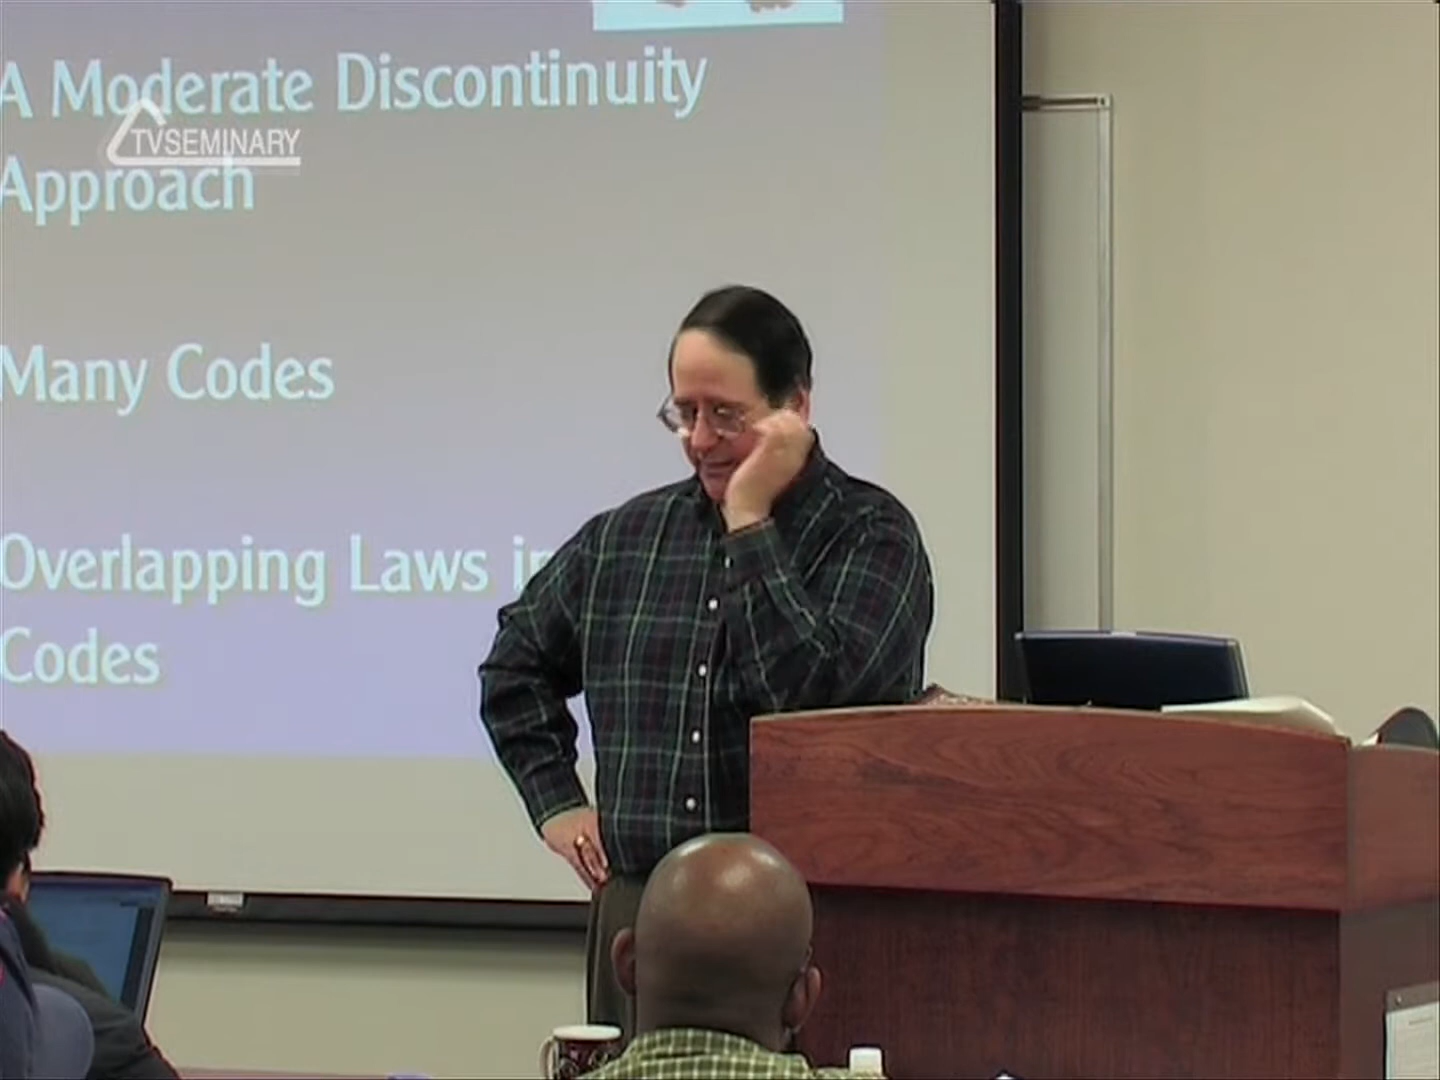 A Moderate Discontinuity
TVSEMINARY
Approach
Many Codes
Overlapping Laws in
Codes